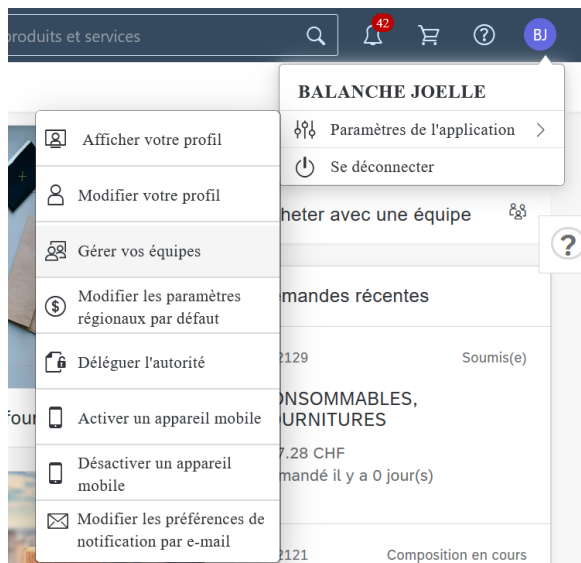 produits et services
42
BJ
BALANCHE JOELLE
Paramètres de l'application
Se déconnecter
Afficher votre profil
Modifier votre profil
Gérer vos équipes
Modifier les paramètres
régionaux par défaut
Déléguer l'autorité
Activer un appareil mobile
Désactiver un appareil
mobile
Modifier les préférences de
notification par e-mail
heter avec une équipe
?
mandes récentes
2129 Soumis(e)
NSOMMABLES,
URNITURES
7.28 CHF
mandé il y a 0 jour(s)
2121 Composition en cours
four